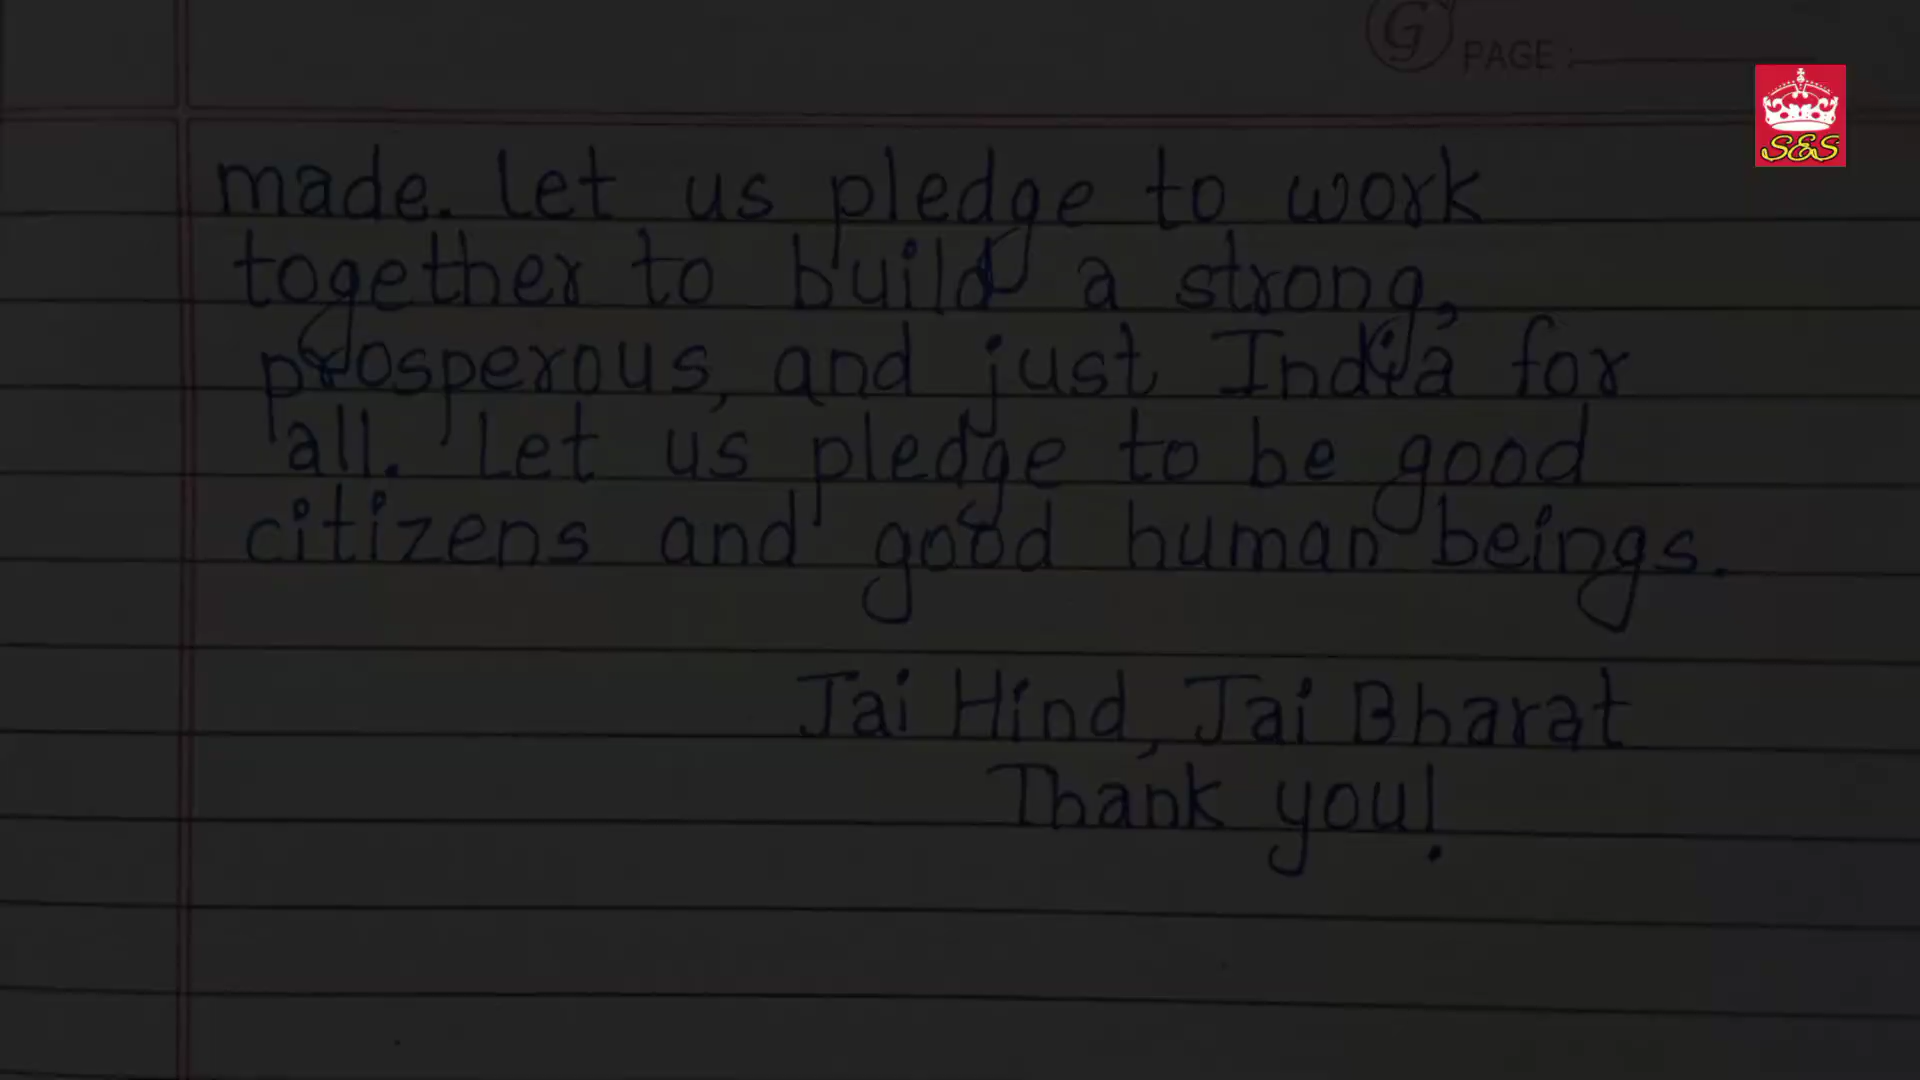 G PAGE :
S&S
made. Let us pledge to work
together to build a strong,
prosperous, and just India for
all. Let us pledge to be good
citizens and good human beings.
Jai Hind, Jai Bharat
Thank you!